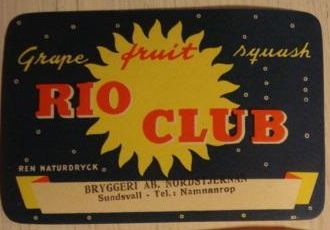 Grape fruit squash
RIO
CLUB
REN NATURDRYCK
BRYGGERI AB. NORDSTJERNAN
Sundsvall - Tel.: Namnanrop